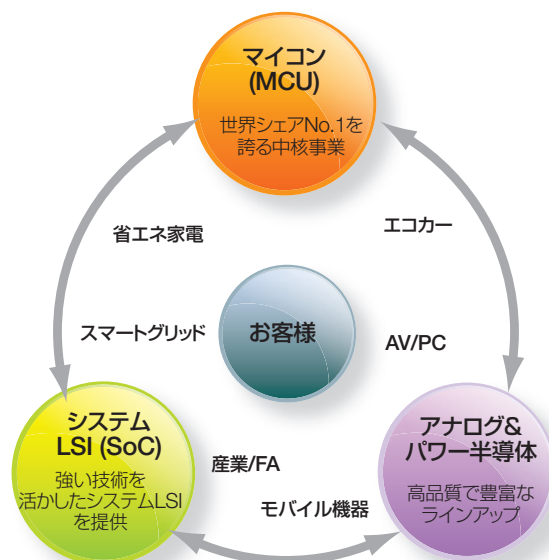 マイコン
(MCU)
世界シェアNo.1を
誇る中核事業
省エネ家電
エコカー
スマートグリッド
お客様
AV/PC
システム
LSI (SoC)
強い技術を
活かしたシステムLSI
を提供
産業/FA
モバイル機器
アナログ&
パワー半導体
高品質で豊富な
ラインアップ